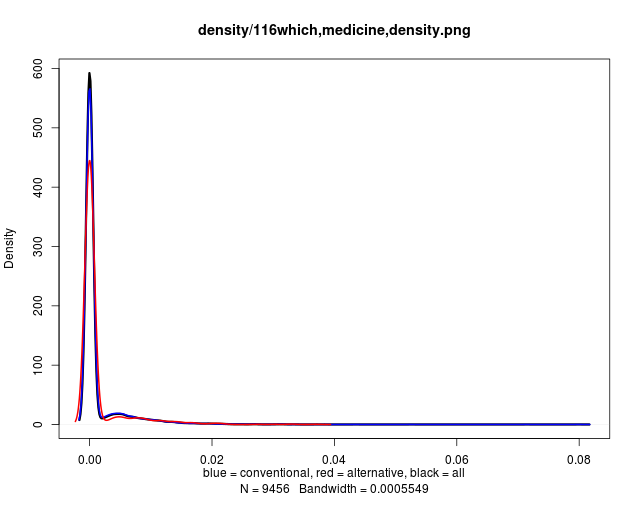 density/116which,medicine,density.png
600
500
400
300
200
100
0
Density
0.00 0.02 0.04 0.06 0.08
blue = conventional, red = alternative, black = all
N = 9456 Bandwidth = 0.0005549